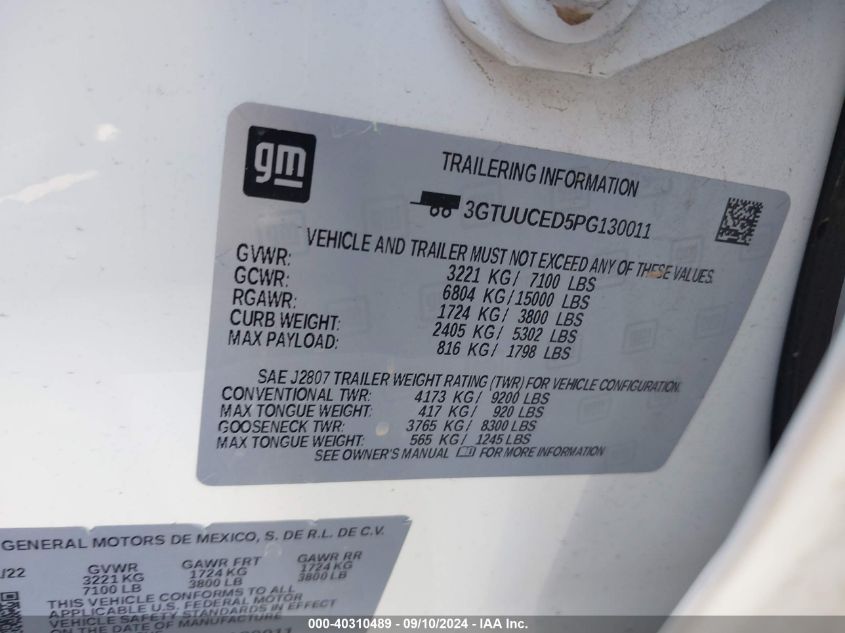 gm
TRAILERING INFORMATION
3GTUUCED5PG130011
VEHICLE AND TRAILER MUST NOT EXCEED ANY OF THESE VALUES.
GVWR: 3221 KG/ 7100 LBS
GCWR: 6804 KG/15000 LBS
RGAWR: 1724 KG/ 3800 LBS
CURB WEIGHT: 2405 KG/ 5302 LBS
MAX PAYLOAD: 816 KG/ 1798 LBS
SAE J2807 TRAILER WEIGHT RATING (TWR) FOR VEHICLE CONFIGURATION.
CONVENTIONAL TWR: 4173 KG/ 9200 LBS
MAX TONGUE WEIGHT: 417 KG/ 920 LBS
GOOSENECK TWR: 3765 KG/ 8300 LBS
MAX TONGUE WEIGHT: 565 KG/ 1245 LBS
SEE OWNER'S MANUAL FOR MORE INFORMATION
GENERAL MOTORS DE MEXICO, S. DE R.L. DE C.V.
/22 GVWR GAWR FRT GAWR RR
3221 KG 1724 KG 1724 KG
7100 LB 3800 LB 3800 LB
THIS VEHICLE CONFORMS TO ALL
APPLICABLE U.S. FEDERAL MOTOR
VEHICLE SAFETY STANDARDS IN EFFECT
ON THE DATE OF MANUFACTURE
000-40310489 - 09/10/2024 - IAA Inc.